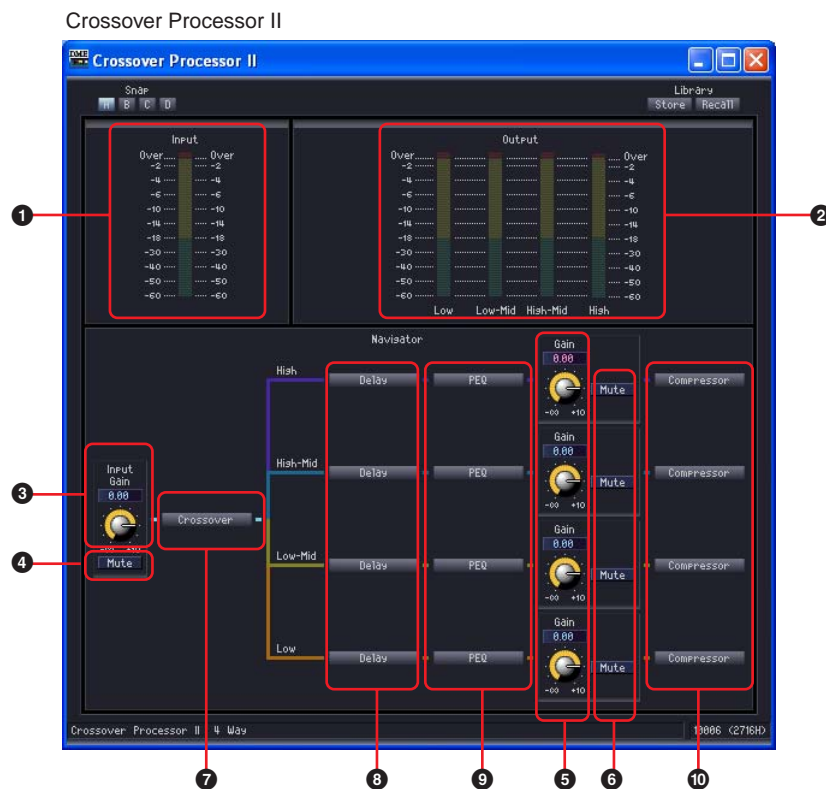 Crossover Processor II
Crossover Processor II
Snap
A B C D
Library
Store Recall
Input
Over Over
-2 -2
-4 -4
-6 -6
-10 -10
-14 -14
-18 -18
-30 -30
-40 -40
-50 -50
-60 -60
Output
Over Over
-2 -2
-4 -4
-6 -6
-10 -10
-14 -14
-18 -18
-30 -30
-40 -40
-50 -50
-60 -60
Low Low-Mid High-Mid High
1
2
Navigator
High
Delay
PEQ
Gain
0.00
-oo +10
Mute
Compressor
High-Mid
Delay
PEQ
Gain
0.00
-oo +10
Mute
Compressor
3
Input
Gain
0.00
-oo +10
4
Mute
Crossover
Low-Mid
Delay
PEQ
Gain
0.00
-oo +10
Mute
Compressor
Low
Delay
PEQ
Gain
0.00
-oo +10
Mute
Compressor
Crossover Processor II 4 Way
10006 (2716H)
7 8 9 5 6 10